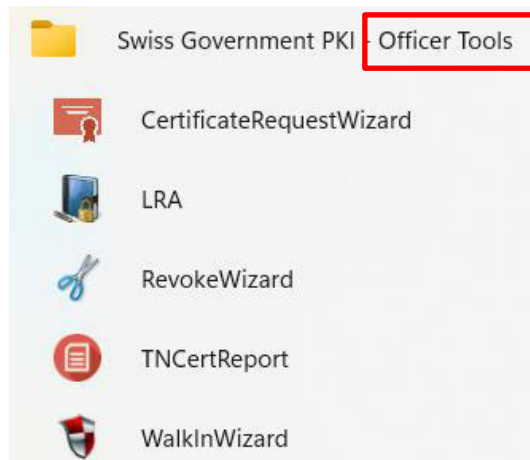 Swiss Government PKI - Officer Tools
CertificateRequestWizard
LRA
RevokeWizard
TNCertReport
WalkInWizard